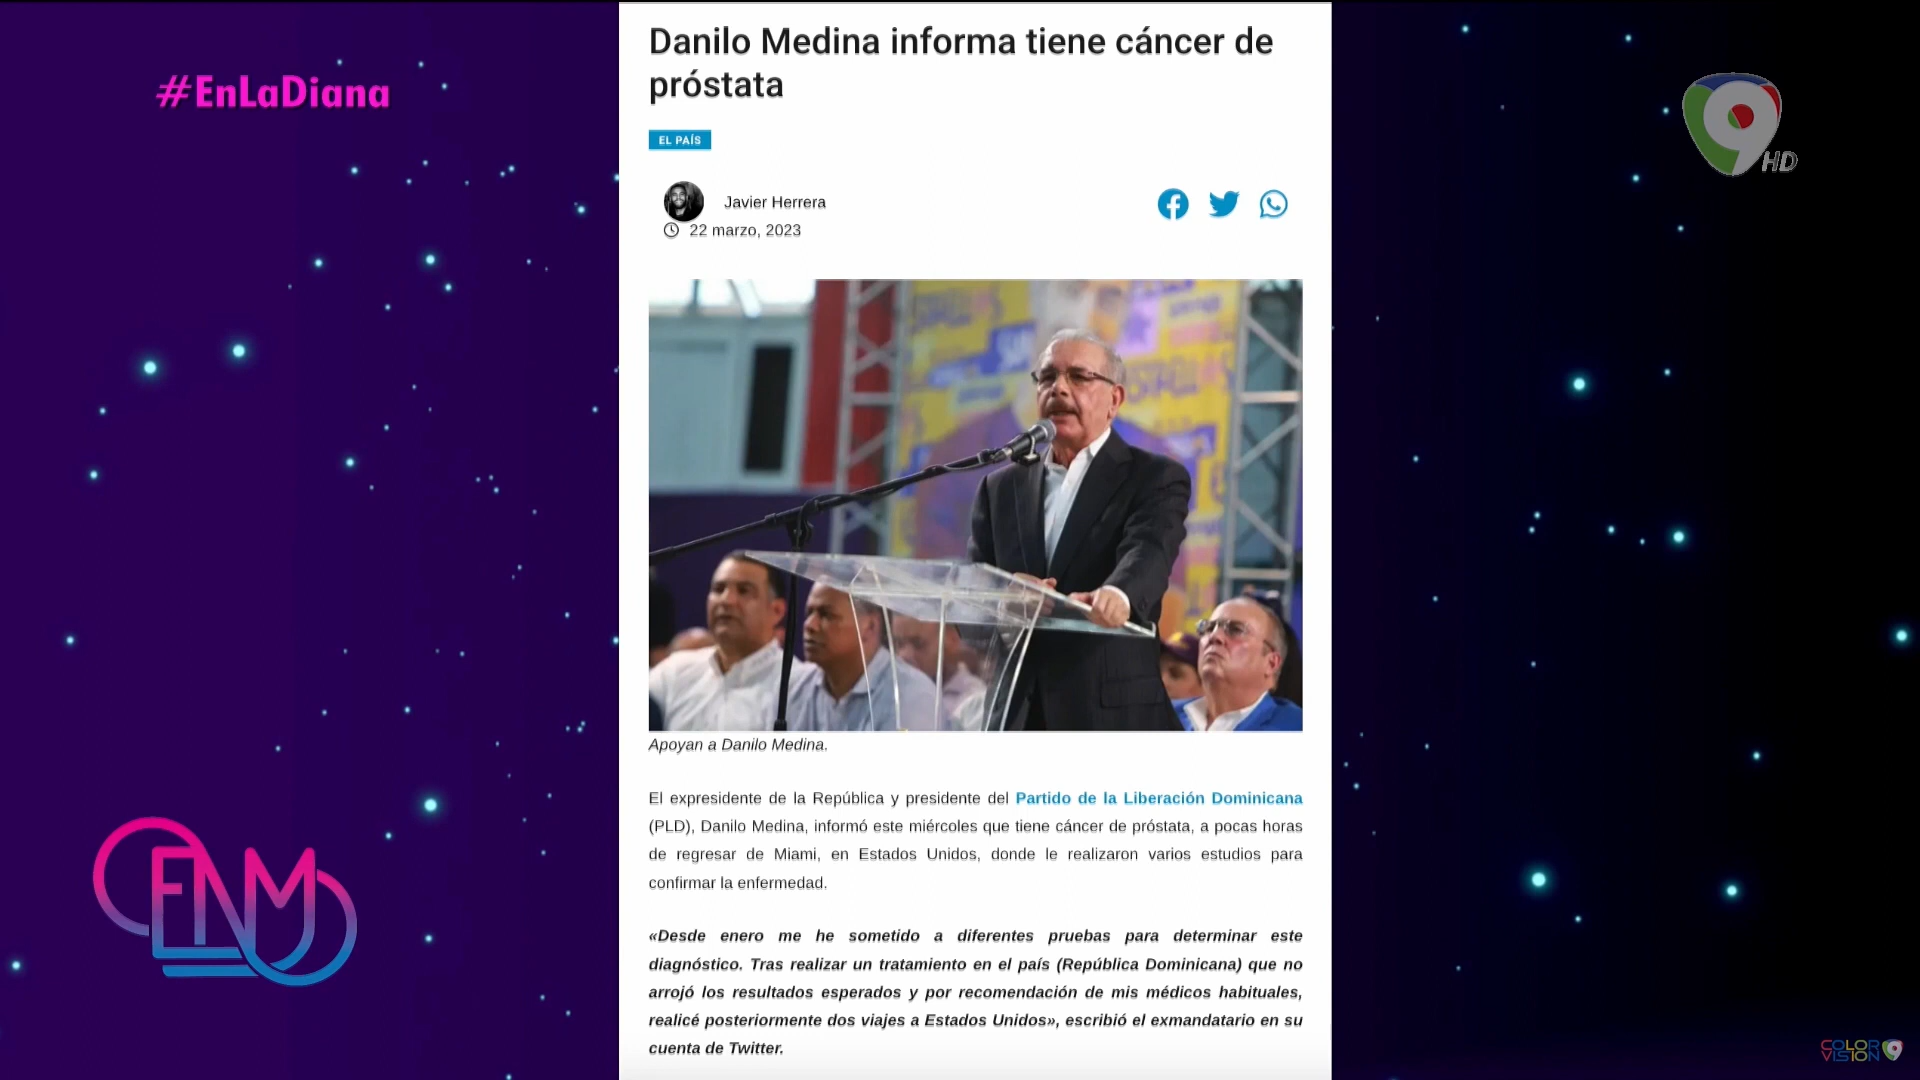 #EnLaDiana
Danilo Medina informa tiene cáncer de
próstata
EL PAÍS
Javier Herrera
22 marzo, 2023
HD
Apoyan a Danilo Medina.
El expresidente de la República y presidente del Partido de la Liberación Dominicana
(PLD), Danilo Medina, informó este miércoles que tiene cáncer de próstata, a pocas horas
de regresar de Miami, en Estados Unidos, donde le realizaron varios estudios para
confirmar la enfermedad.
«Desde enero me he sometido a diferentes pruebas para determinar este
diagnóstico. Tras realizar un tratamiento en el país (República Dominicana) que no
arrojó los resultados esperados y por recomendación de mis médicos habituales,
realicé posteriormente dos viajes a Estados Unidos», escribió el exmandatario en su
cuenta de Twitter.
ENM
COLOR
VISION 9